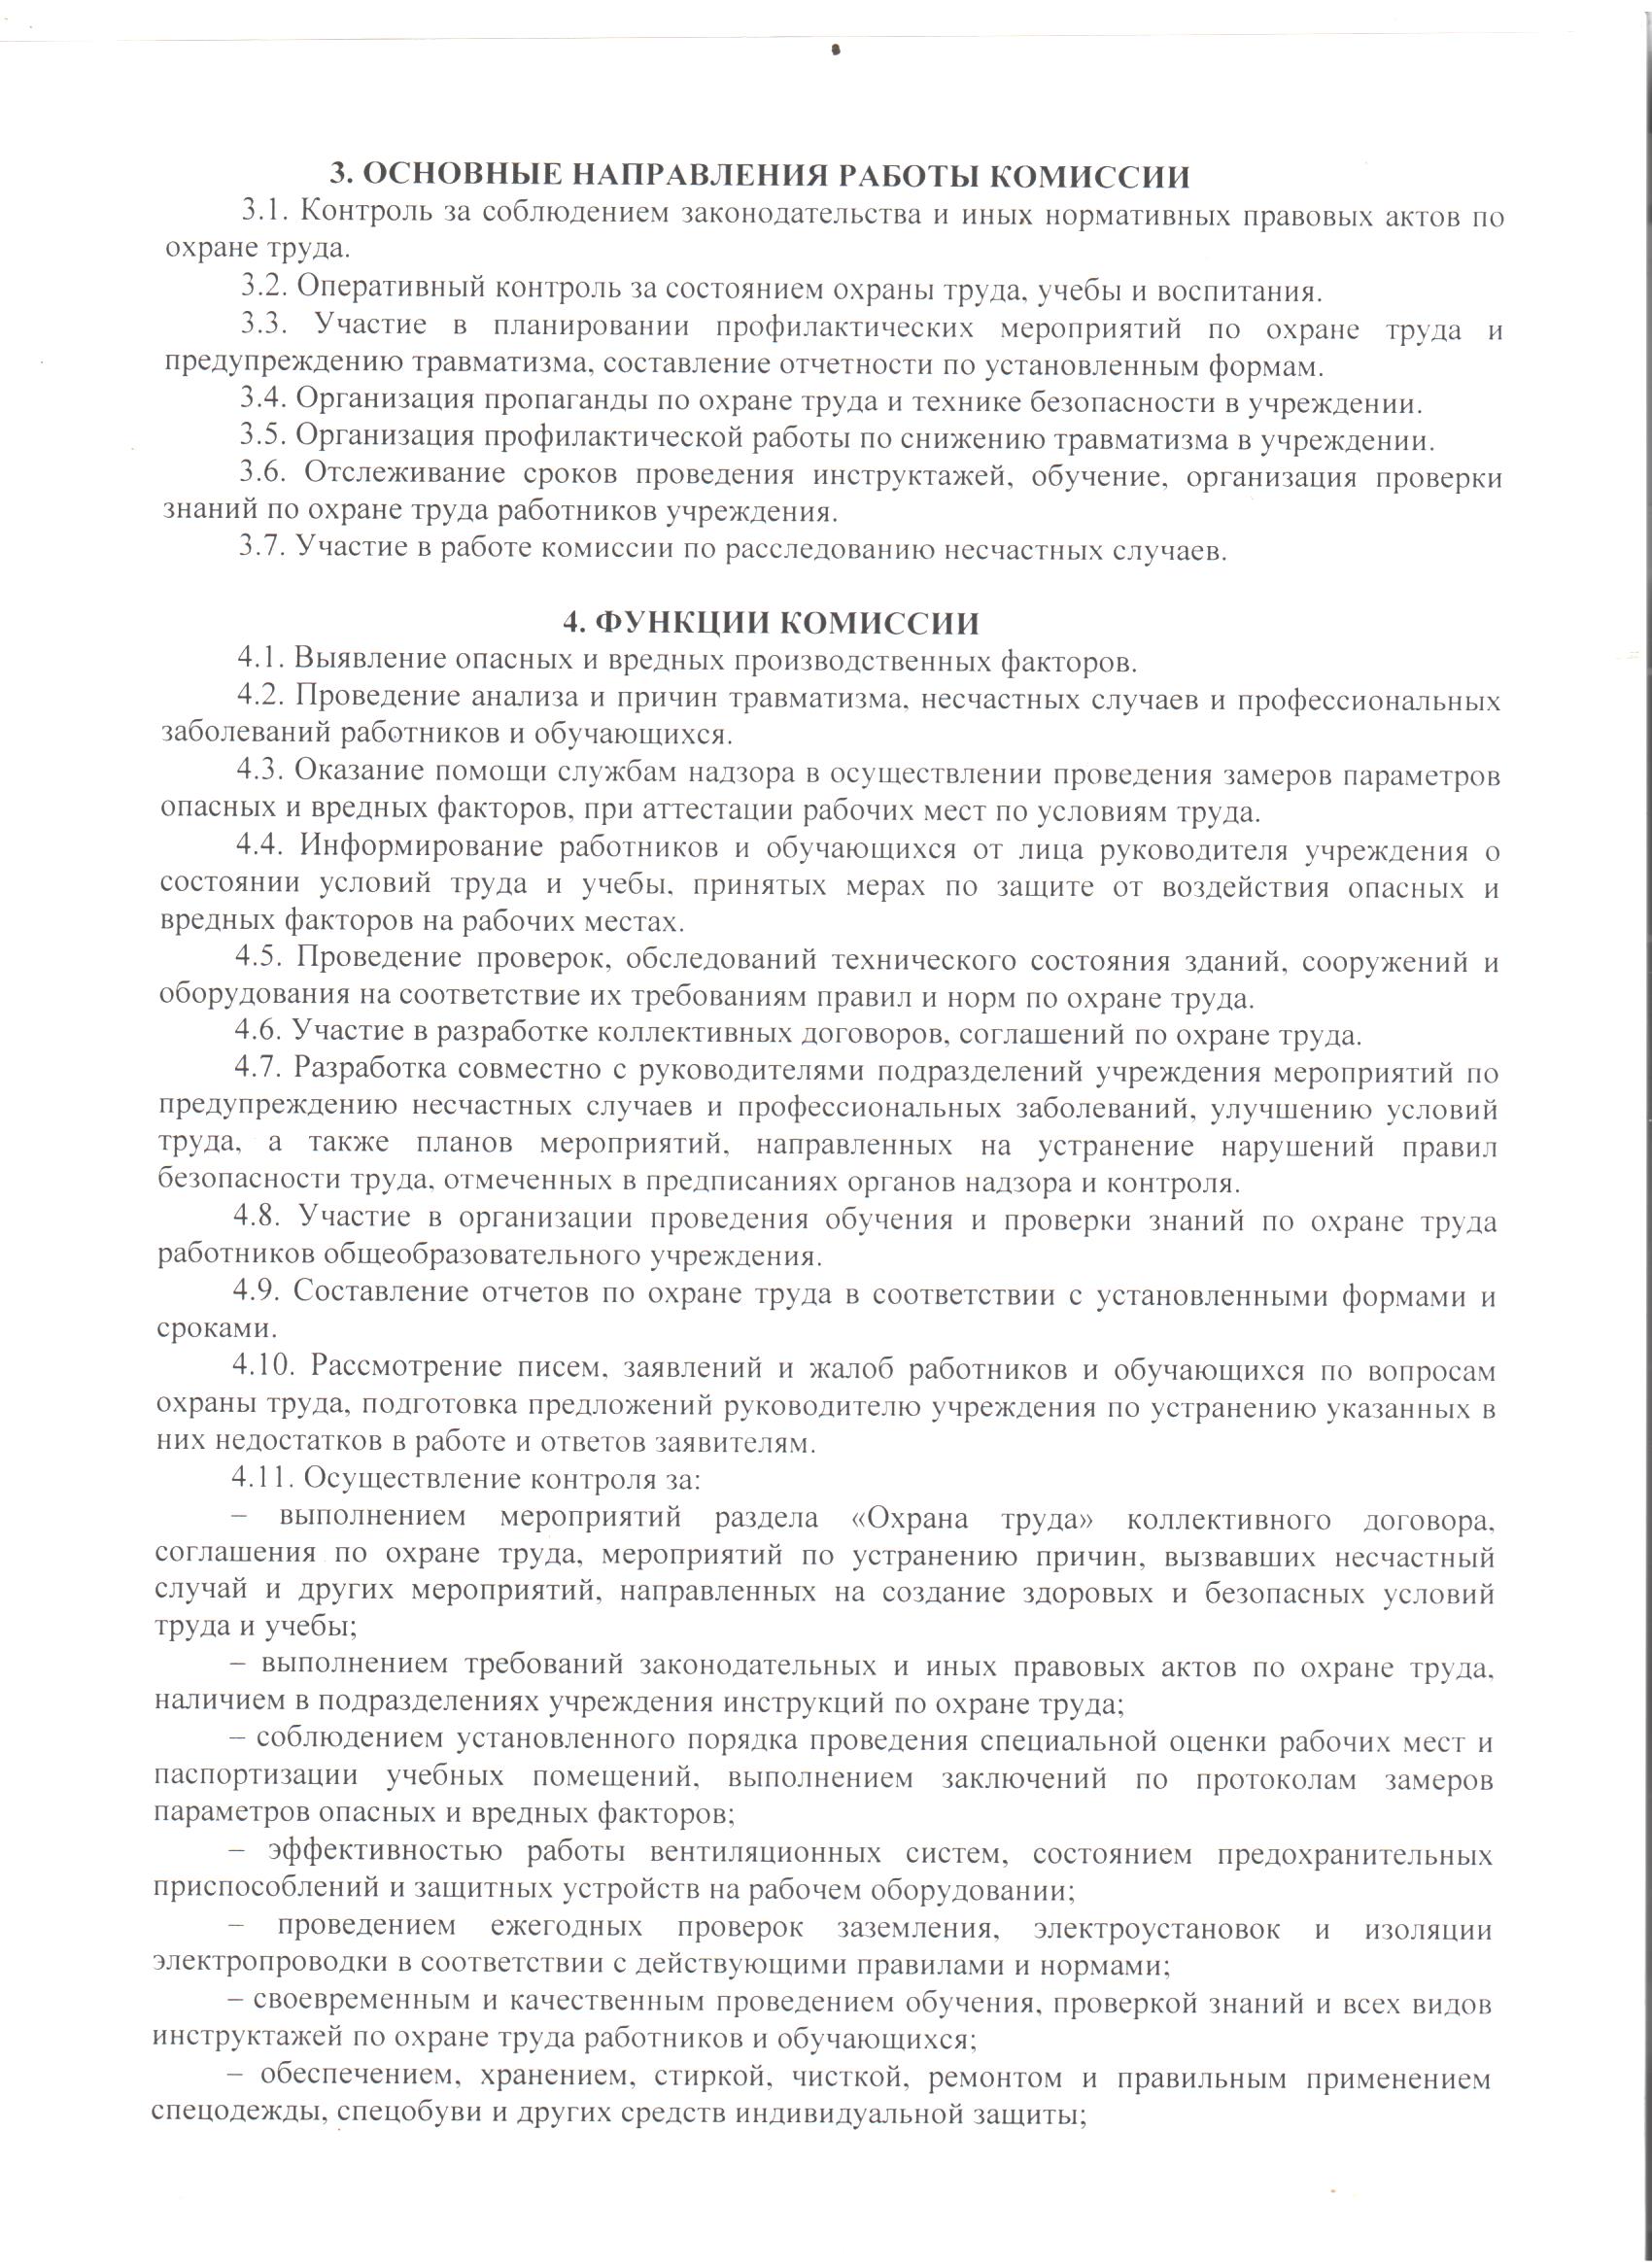 3. ОСНОВНЫЕ НАПРАВЛЕНИЯ РАБОТЫ КОМИССИИ
3.1. Контроль за соблюдением законодательства и иных нормативных правовых актов по
охране труда.
3.2. Оперативный контроль за состоянием охраны труда, учебы и воспитания.
3.3. Участие в планировании профилактических мероприятий по охране труда и
предупреждению травматизма, составление отчетности по установленным формам.
3.4. Организация пропаганды по охране труда и технике безопасности в учреждении.
3.5. Организация профилактической работы по снижению травматизма в учреждении.
3.6. Отслеживание сроков проведения инструктажей, обучение, организация проверки
знаний по охране труда работников учреждения.
3.7. Участие в работе комиссии по расследованию несчастных случаев.
4. ФУНКЦИИ КОМИССИИ
4.1. Выявление опасных и вредных производственных факторов.
4.2. Проведение анализа и причин травматизма, несчастных случаев и профессиональных
заболеваний работников и обучающихся.
4.3. Оказание помощи службам надзора в осуществлении проведения замеров параметров
опасных и вредных факторов, при аттестации рабочих мест по условиям труда.
4.4. Информирование работников и обучающихся от лица руководителя учреждения о
состоянии условий труда и учебы, принятых мерах по защите от воздействия опасных и
вредных факторов на рабочих местах.
4.5. Проведение проверок, обследований технического состояния зданий, сооружений и
оборудования на соответствие их требованиям правил и норм по охране труда.
4.6. Участие в разработке коллективных договоров, соглашений по охране труда.
4.7. Разработка совместно с руководителями подразделений учреждения мероприятий по
предупреждению несчастных случаев и профессиональных заболеваний, улучшению условий
труда, а также планов мероприятий, направленных на устранение нарушений правил
безопасности труда, отмеченных в предписаниях органов надзора и контроля.
4.8. Участие в организации проведения обучения и проверки знаний по охране труда
работников общеобразовательного учреждения.
4.9. Составление отчетов по охране труда в соответствии с установленными формами и
сроками.
4.10. Рассмотрение писем, заявлений и жалоб работников и обучающихся по вопросам
охраны труда, подготовка предложений руководителю учреждения по устранению указанных в
них недостатков в работе и ответов заявителям.
4.11. Осуществление контроля за:
– выполнением мероприятий раздела «Охрана труда» коллективного договора,
соглашения по охране труда, мероприятий по устранению причин, вызвавших несчастный
случай и других мероприятий, направленных на создание здоровых и безопасных условий
труда и учебы;
– выполнением требований законодательных и иных правовых актов по охране труда,
наличием в подразделениях учреждения инструкций по охране труда;
– соблюдением установленного порядка проведения специальной оценки рабочих мест и
паспортизации учебных помещений, выполнением заключений по протоколам замеров
параметров опасных и вредных факторов;
– эффективностью работы вентиляционных систем, состоянием предохранительных
приспособлений и защитных устройств на рабочем оборудовании;
– проведением ежегодных проверок заземления, электроустановок и изоляции
электропроводки в соответствии с действующими правилами и нормами;
– своевременным и качественным проведением обучения, проверкой знаний и всех видов
инструктажей по охране труда работников и обучающихся;
– обеспечением, хранением, стиркой, чисткой, ремонтом и правильным применением
спецодежды, спецобуви и других средств индивидуальной защиты;